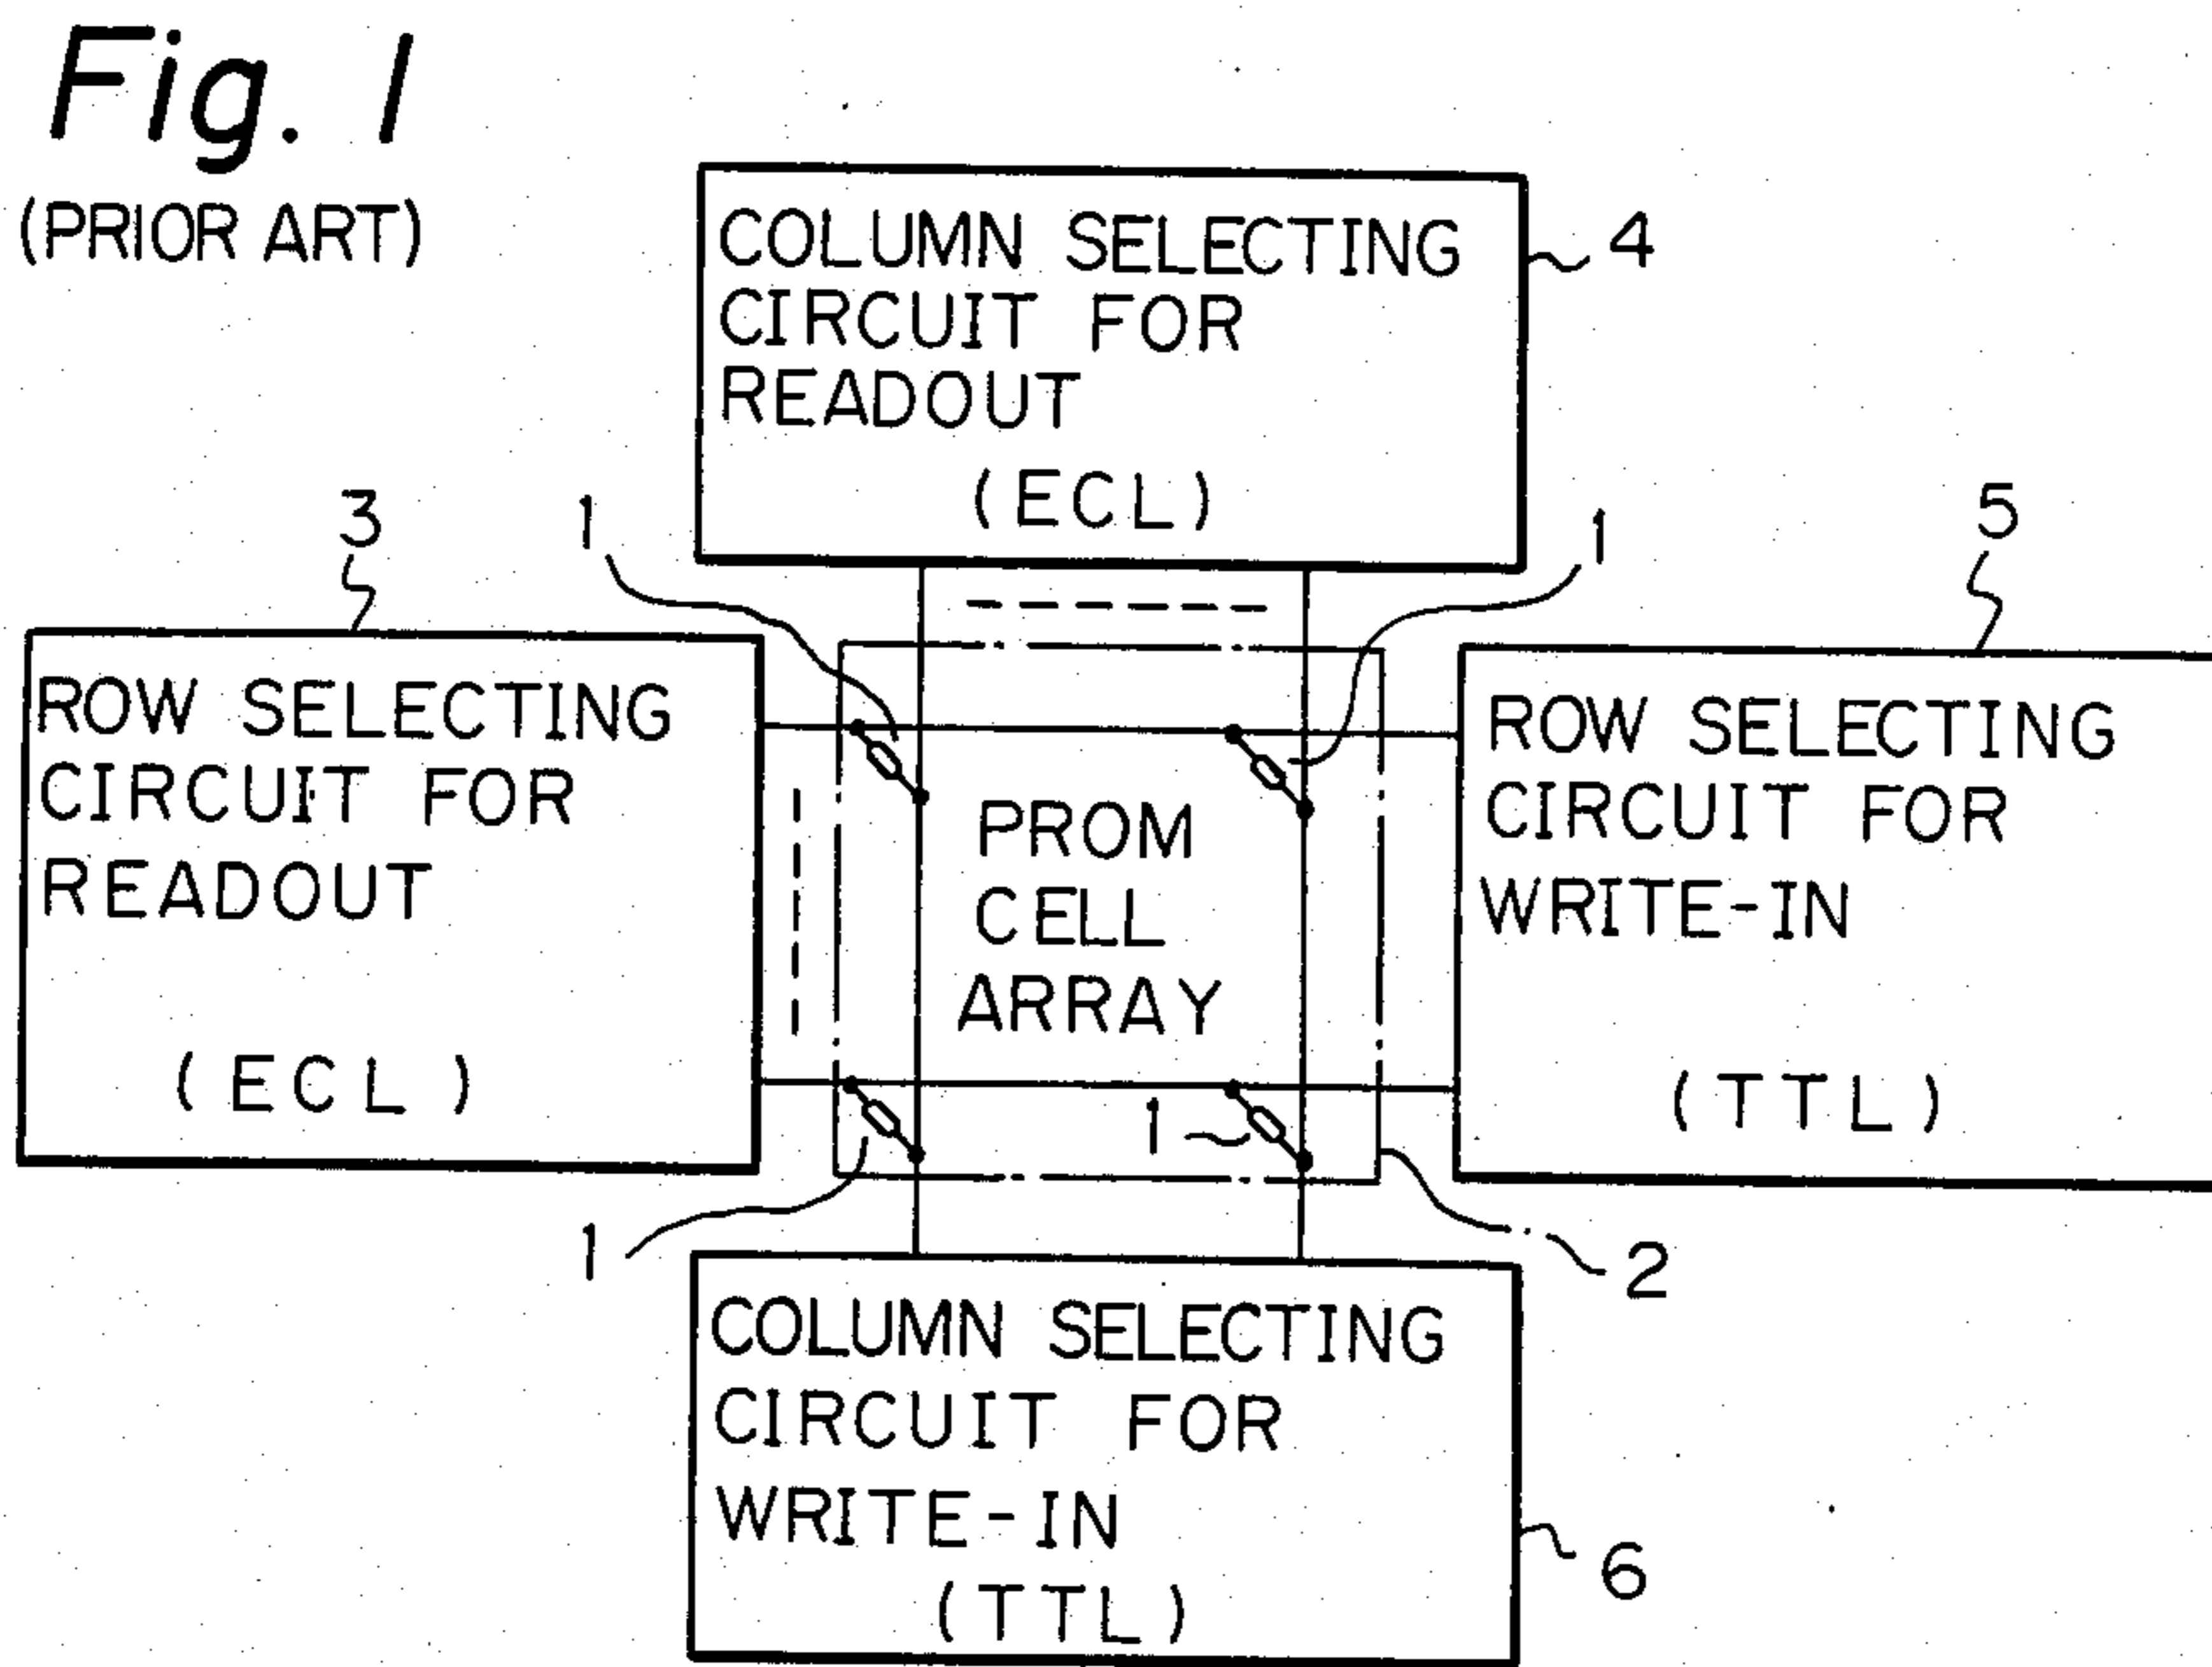 Fig. 1
(PRIOR ART)
COLUMN SELECTING
CIRCUIT FOR
READOUT
(ECL)
4
3
1
1
5
ROW SELECTING
CIRCUIT FOR
READOUT
(ECL)
PROM
CELL
ARRAY
ROW SELECTING
CIRCUIT FOR
WRITE-IN
(TTL)
1
1
2
COLUMN SELECTING
CIRCUIT FOR
WRITE-IN
(TTL)
6